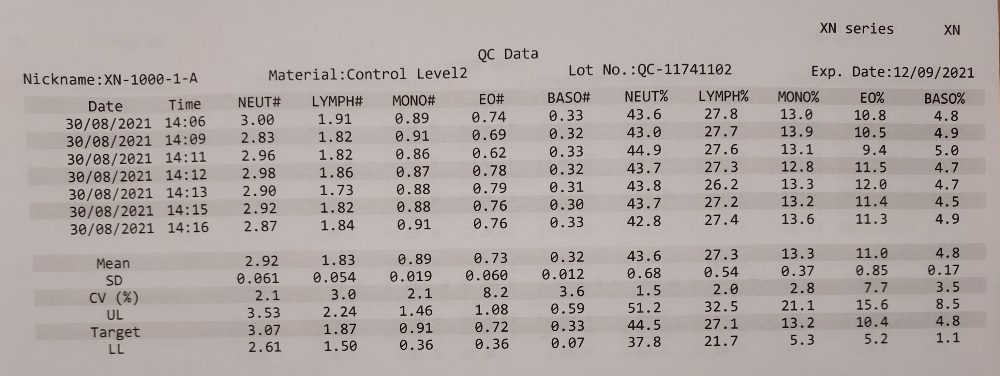 XN series XN
QC Data
Nickname:XN-1000-1-A Material:Control Level2 Lot No.:QC-11741102 Exp. Date:12/09/2021
Date Time NEUT# LYMPH# MONO# EO# BASO# NEUT% LYMPH% MONO% EO% BASO%
30/08/2021 14:06 3.00 1.91 0.89 0.74 0.33 43.6 27.8 13.0 10.8 4.8
30/08/2021 14:09 2.83 1.82 0.91 0.69 0.32 43.0 27.7 13.9 10.5 4.9
30/08/2021 14:11 2.96 1.82 0.86 0.62 0.33 44.9 27.6 13.1 9.4 5.0
30/08/2021 14:12 2.98 1.86 0.87 0.78 0.32 43.7 27.3 12.8 11.5 4.7
30/08/2021 14:13 2.90 1.73 0.88 0.79 0.31 43.8 26.2 13.3 12.0 4.7
30/08/2021 14:15 2.92 1.82 0.88 0.76 0.30 43.7 27.2 13.2 11.4 4.5
30/08/2021 14:16 2.87 1.84 0.91 0.76 0.33 42.8 27.4 13.6 11.3 4.9
Mean 2.92 1.83 0.89 0.73 0.32 43.6 27.3 13.3 11.0 4.8
SD 0.061 0.054 0.019 0.060 0.012 0.68 0.54 0.37 0.85 0.17
CV (%) 2.1 3.0 2.1 8.2 3.6 1.5 2.0 2.8 7.7 3.5
UL 3.53 2.24 1.46 1.08 0.59 51.2 32.5 21.1 15.6 8.5
Target 3.07 1.87 0.91 0.72 0.33 44.5 27.1 13.2 10.4 4.8
LL 2.61 1.50 0.36 0.36 0.07 37.8 21.7 5.3 5.2 1.1